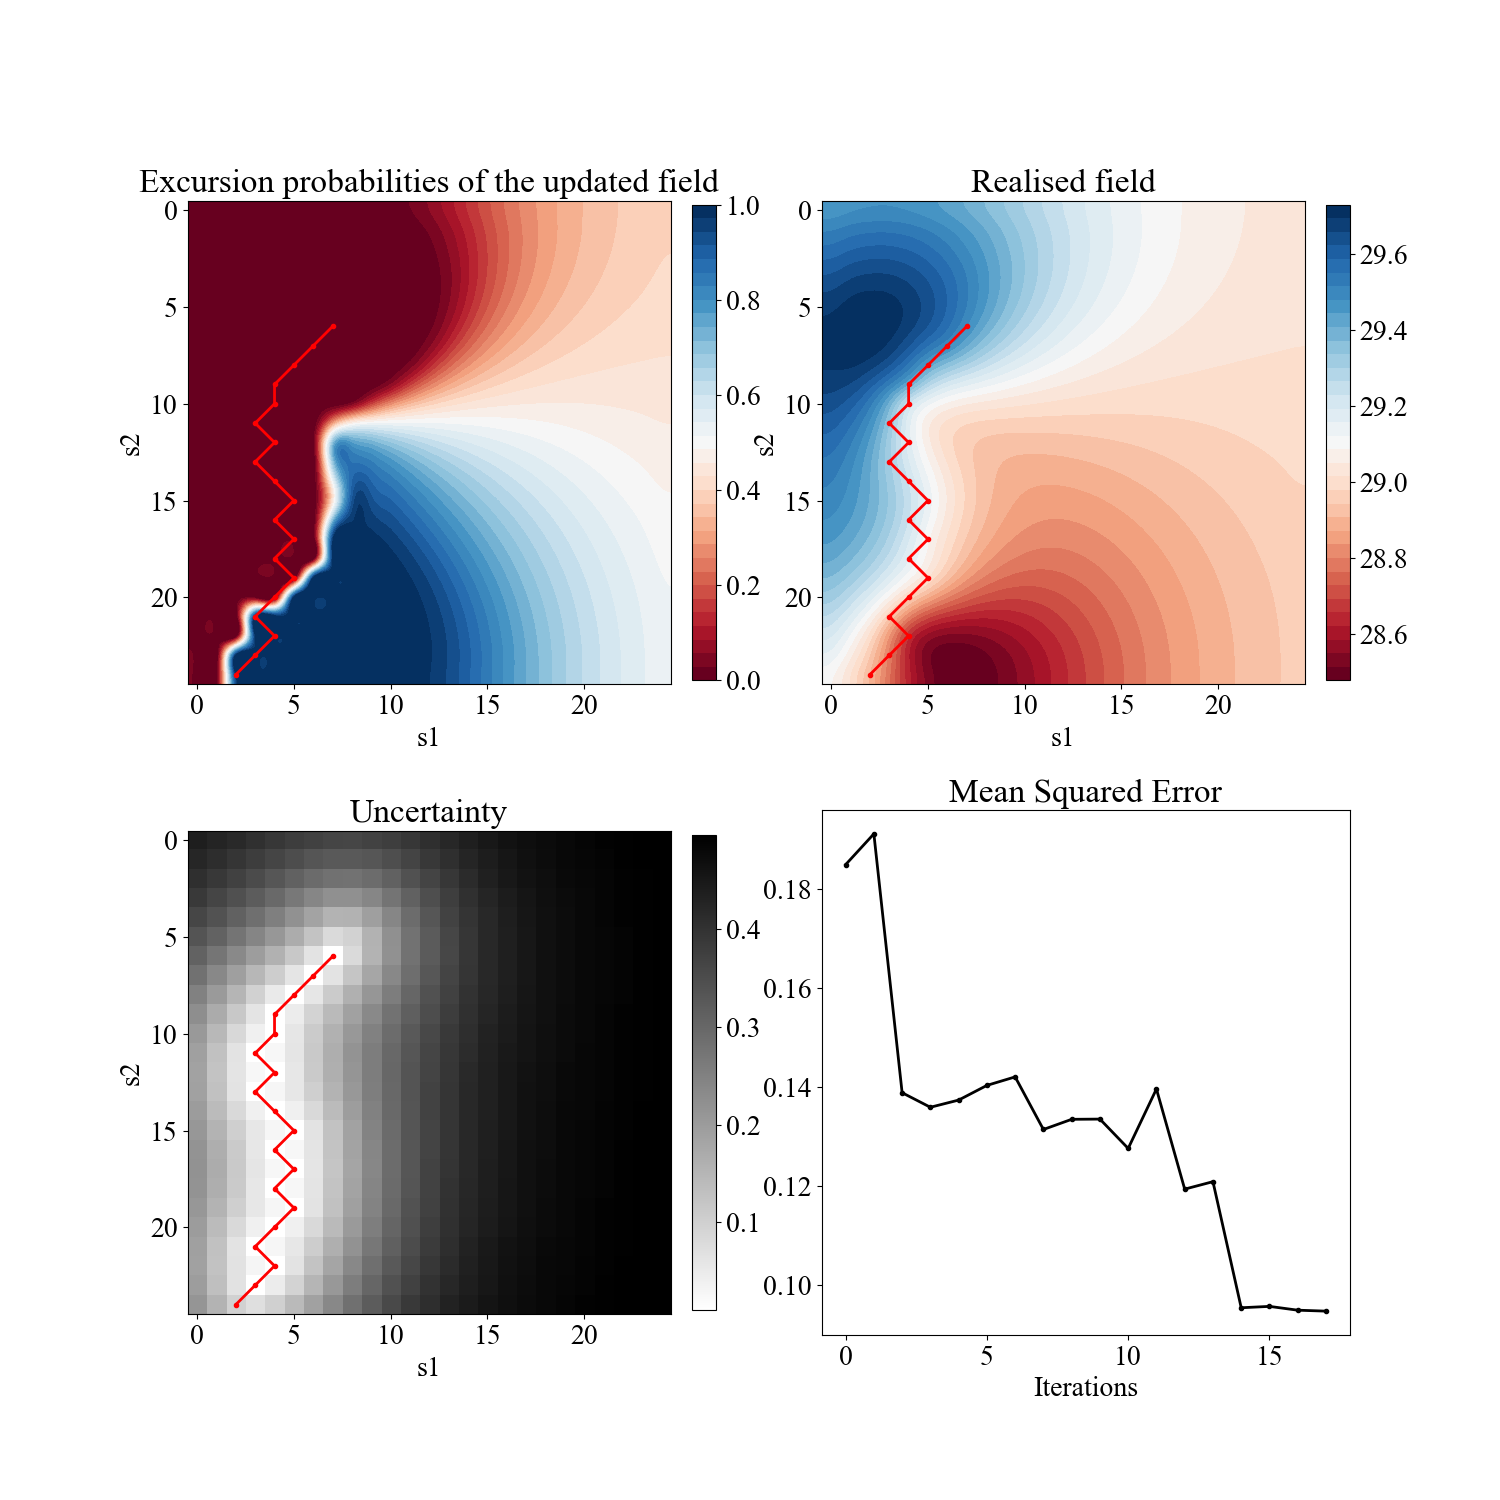 Excursion probabilities of the updated field
0
5
10
15
20
s2
0 5 10 15 20
s1
1.0
0.8
0.6
0.4
0.2
0.0
Realised field
0
5
10
15
20
s2
0 5 10 15 20
s1
29.6
29.4
29.2
29.0
28.8
28.6
Uncertainty
0
5
10
15
20
s2
0 5 10 15 20
s1
0.4
0.3
0.2
0.1
Mean Squared Error
0.18
0.16
0.14
0.12
0.10
0 5 10 15
Iterations